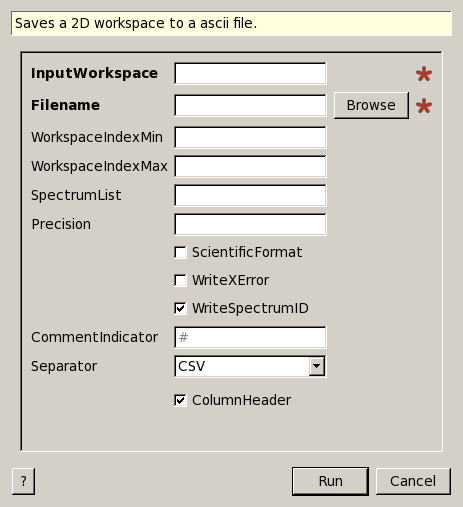 Saves a 2D workspace to a ascii file.
InputWorkspace *
Filename Browse *
WorkspaceIndexMin
WorkspaceIndexMax
SpectrumList
Precision
ScientificFormat
WriteXError
WriteSpectrumID
CommentIndicator #
Separator CSV
ColumnHeader
? Run Cancel